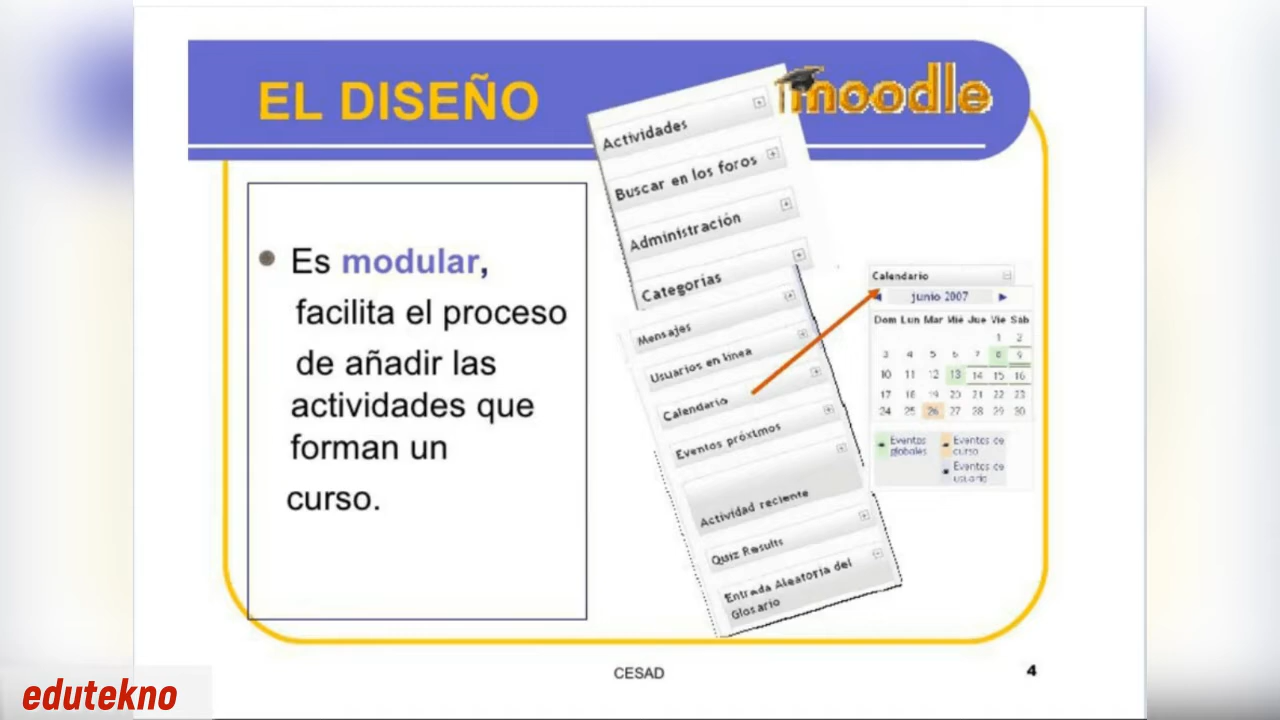 EL DISEÑO
moodle
Es modular,
facilita el proceso
de añadir las
actividades que
forman un
curso.
Actividades
Buscar en los foros
Administración
Categorías
Mensajes
Usuarios en línea
Calendario
Eventos próximos
Actividad reciente
Quiz Results
Entrada Aleatoria del
Glosario
Calendario
junio 2007
Dom Lun Mar Mié Jue Vie Sab
1 2
3 4 5 6 7 8 9
10 11 12 13 14 15 16
17 18 19 20 21 22 23
24 25 26 27 28 29 30
Eventos globales
Eventos de curso
Eventos de usuario
CESAD
4
edutekno